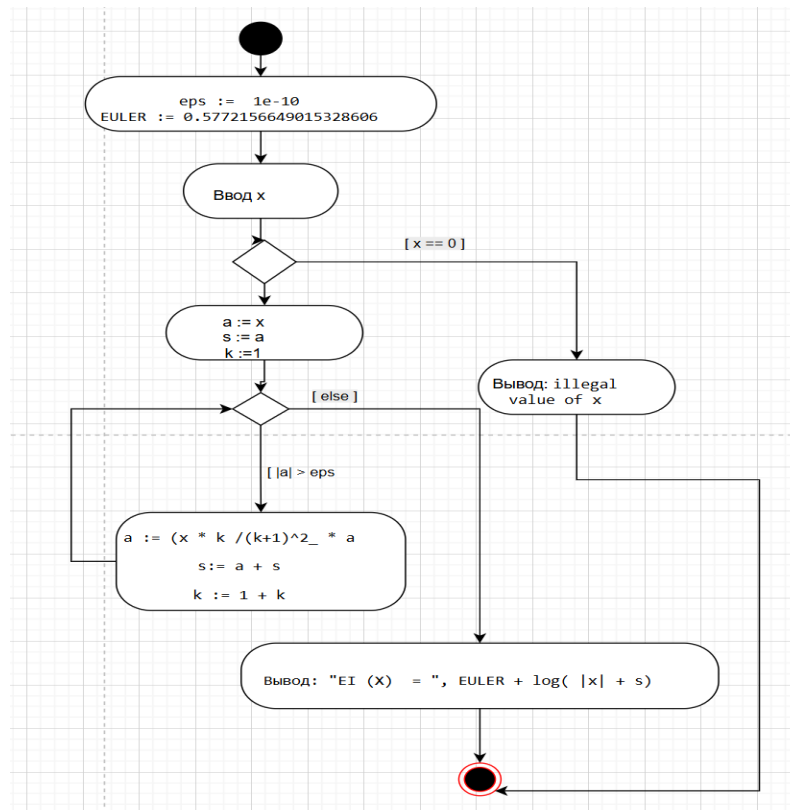 eps := 1e-10
EULER := 0.5772156649015328606
Ввод x
[ x == 0 ]
a := x
s := a
k :=1
Вывод: illegal
value of x
[ else ]
[ |a| > eps
a := (x * k /(k+1)^2_ * a
s:= a + s
k := 1 + k
Вывод: "EI (X) = ", EULER + log( |x| + s)